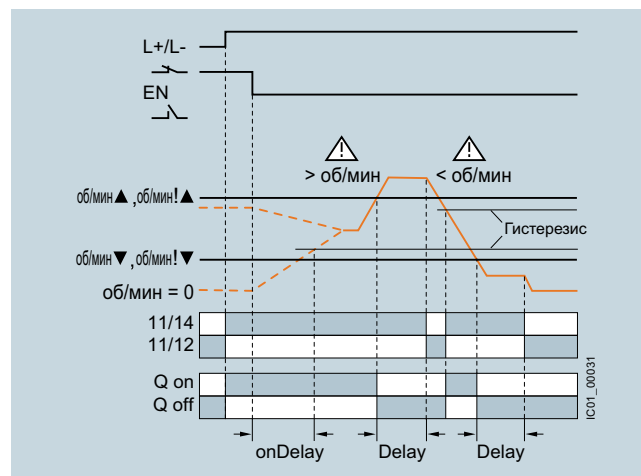 L+/L-
EN
> об/мин
< об/мин
об/мин▲,об/мин!▲
Гистерезис
об/мин▼,об/мин!▼
об/мин = 0
11/14
11/12
Q on
Q off
IC01_00031
onDelay
Delay
Delay